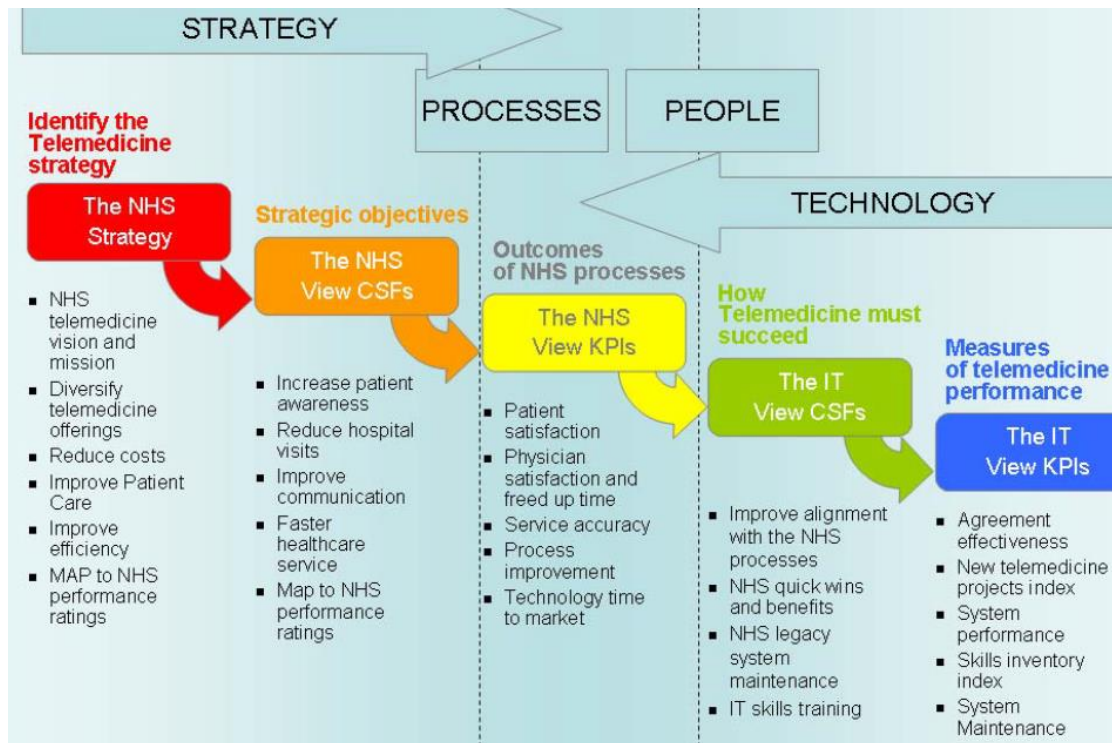 STRATEGY
PROCESSES
PEOPLE
TECHNOLOGY
Identify the
Telemedicine
strategy
The NHS
Strategy
▪ NHS
telemedicine
vision and
mission
▪ Diversify
telemedicine
offerings
▪ Reduce costs
▪ Improve Patient
Care
▪ Improve
efficiency
▪ MAP to NHS
performance
ratings
Strategic objectives
The NHS
View CSFs
▪ Increase patient
awareness
▪ Reduce hospital
visits
▪ Improve
communication
▪ Faster
healthcare
service
▪ Map to NHS
performance
ratings
Outcomes
of NHS processes
The NHS
View KPIs
▪ Patient
satisfaction
▪ Physician
satisfaction and
freed up time
▪ Service accuracy
▪ Process
improvement
▪ Technology time
to market
How
Telemedicine must
succeed
The IT
View CSFs
▪ Improve alignment
with the NHS
processes
▪ NHS quick wins
and benefits
▪ NHS legacy
system
maintenance
▪ IT skills training
Measures
of telemedicine
performance
The IT
View KPIs
▪ Agreement
effectiveness
▪ New telemedicine
projects index
▪ System
performance
▪ Skills inventory
index
▪ System
Maintenance